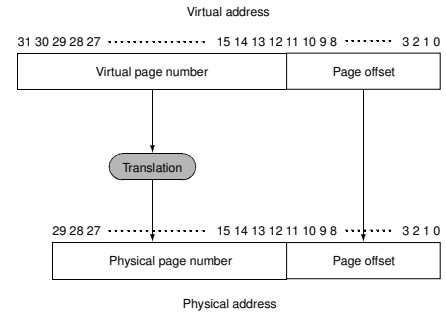 Virtual address
31 30 29 28 27 ................. 15 14 13 12 11 10 9 8 ........ 3 2 1 0
Virtual page number Page offset
Translation
29 28 27 ................. 15 14 13 12 11 10 9 8 ........ 3 2 1 0
Physical page number Page offset
Physical address